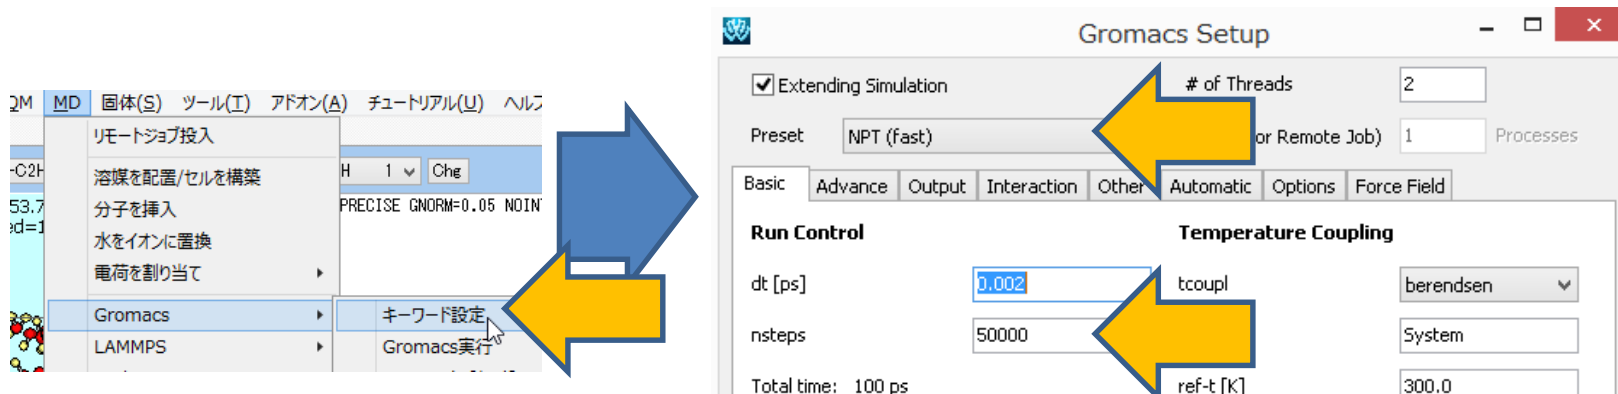 QM MD 固体(S) ツール(T) アドオン(A) チュートリアル(U)
リモートジョブ投入
H 1 Chg
溶媒を配置/セルを構築
53.7 PRECISE GNORM=0.05
分子を挿入
水をイオンに置換
電荷を割り当て
Gromacs
キーワード設定
LAMMPS
Gromacs実行
Gromacs Setup
Extending Simulation
# of Threads 2
Preset NPT (fast)
or Remote Job) 1 Processes
Basic Advance Output Interaction Other Automatic Options Force Field
Run Control
Temperature Coupling
dt [ps] 0.002
tcoupl berendsen
nsteps 50000
System
Total time: 100 ps
ref-t [K] 300.0